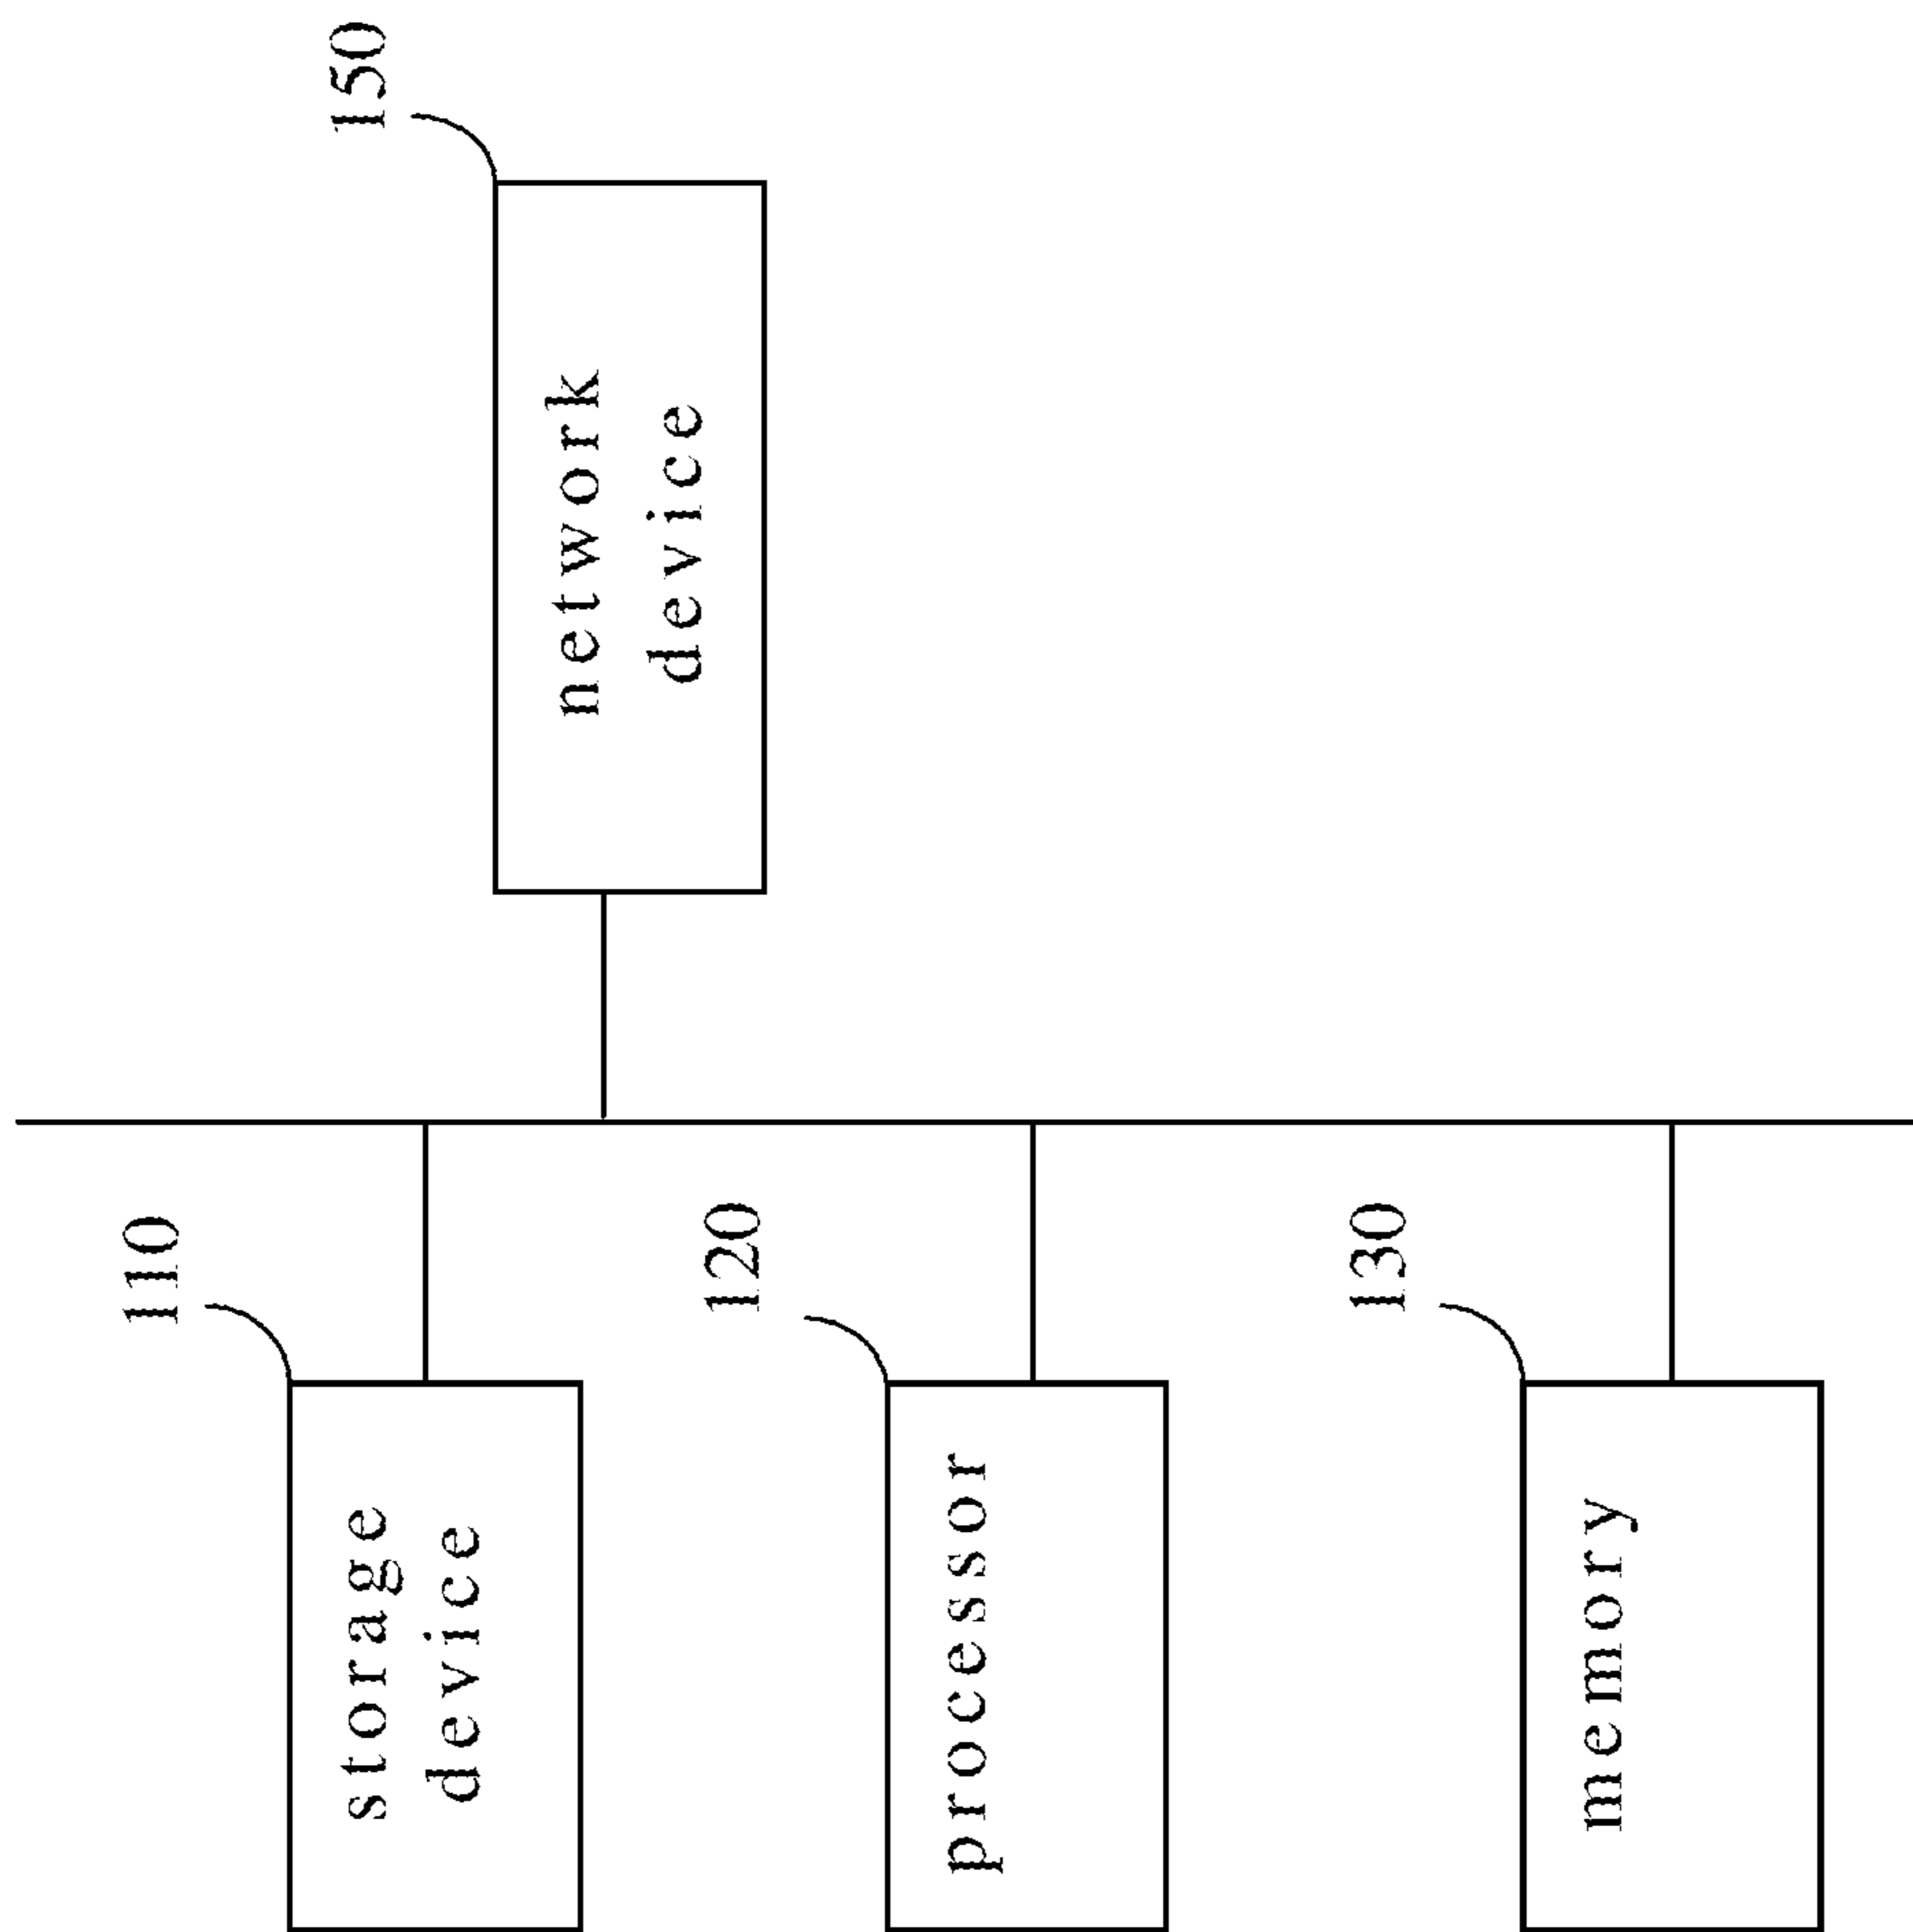 150
network
device
110
storage
device
120
processor
130
memory